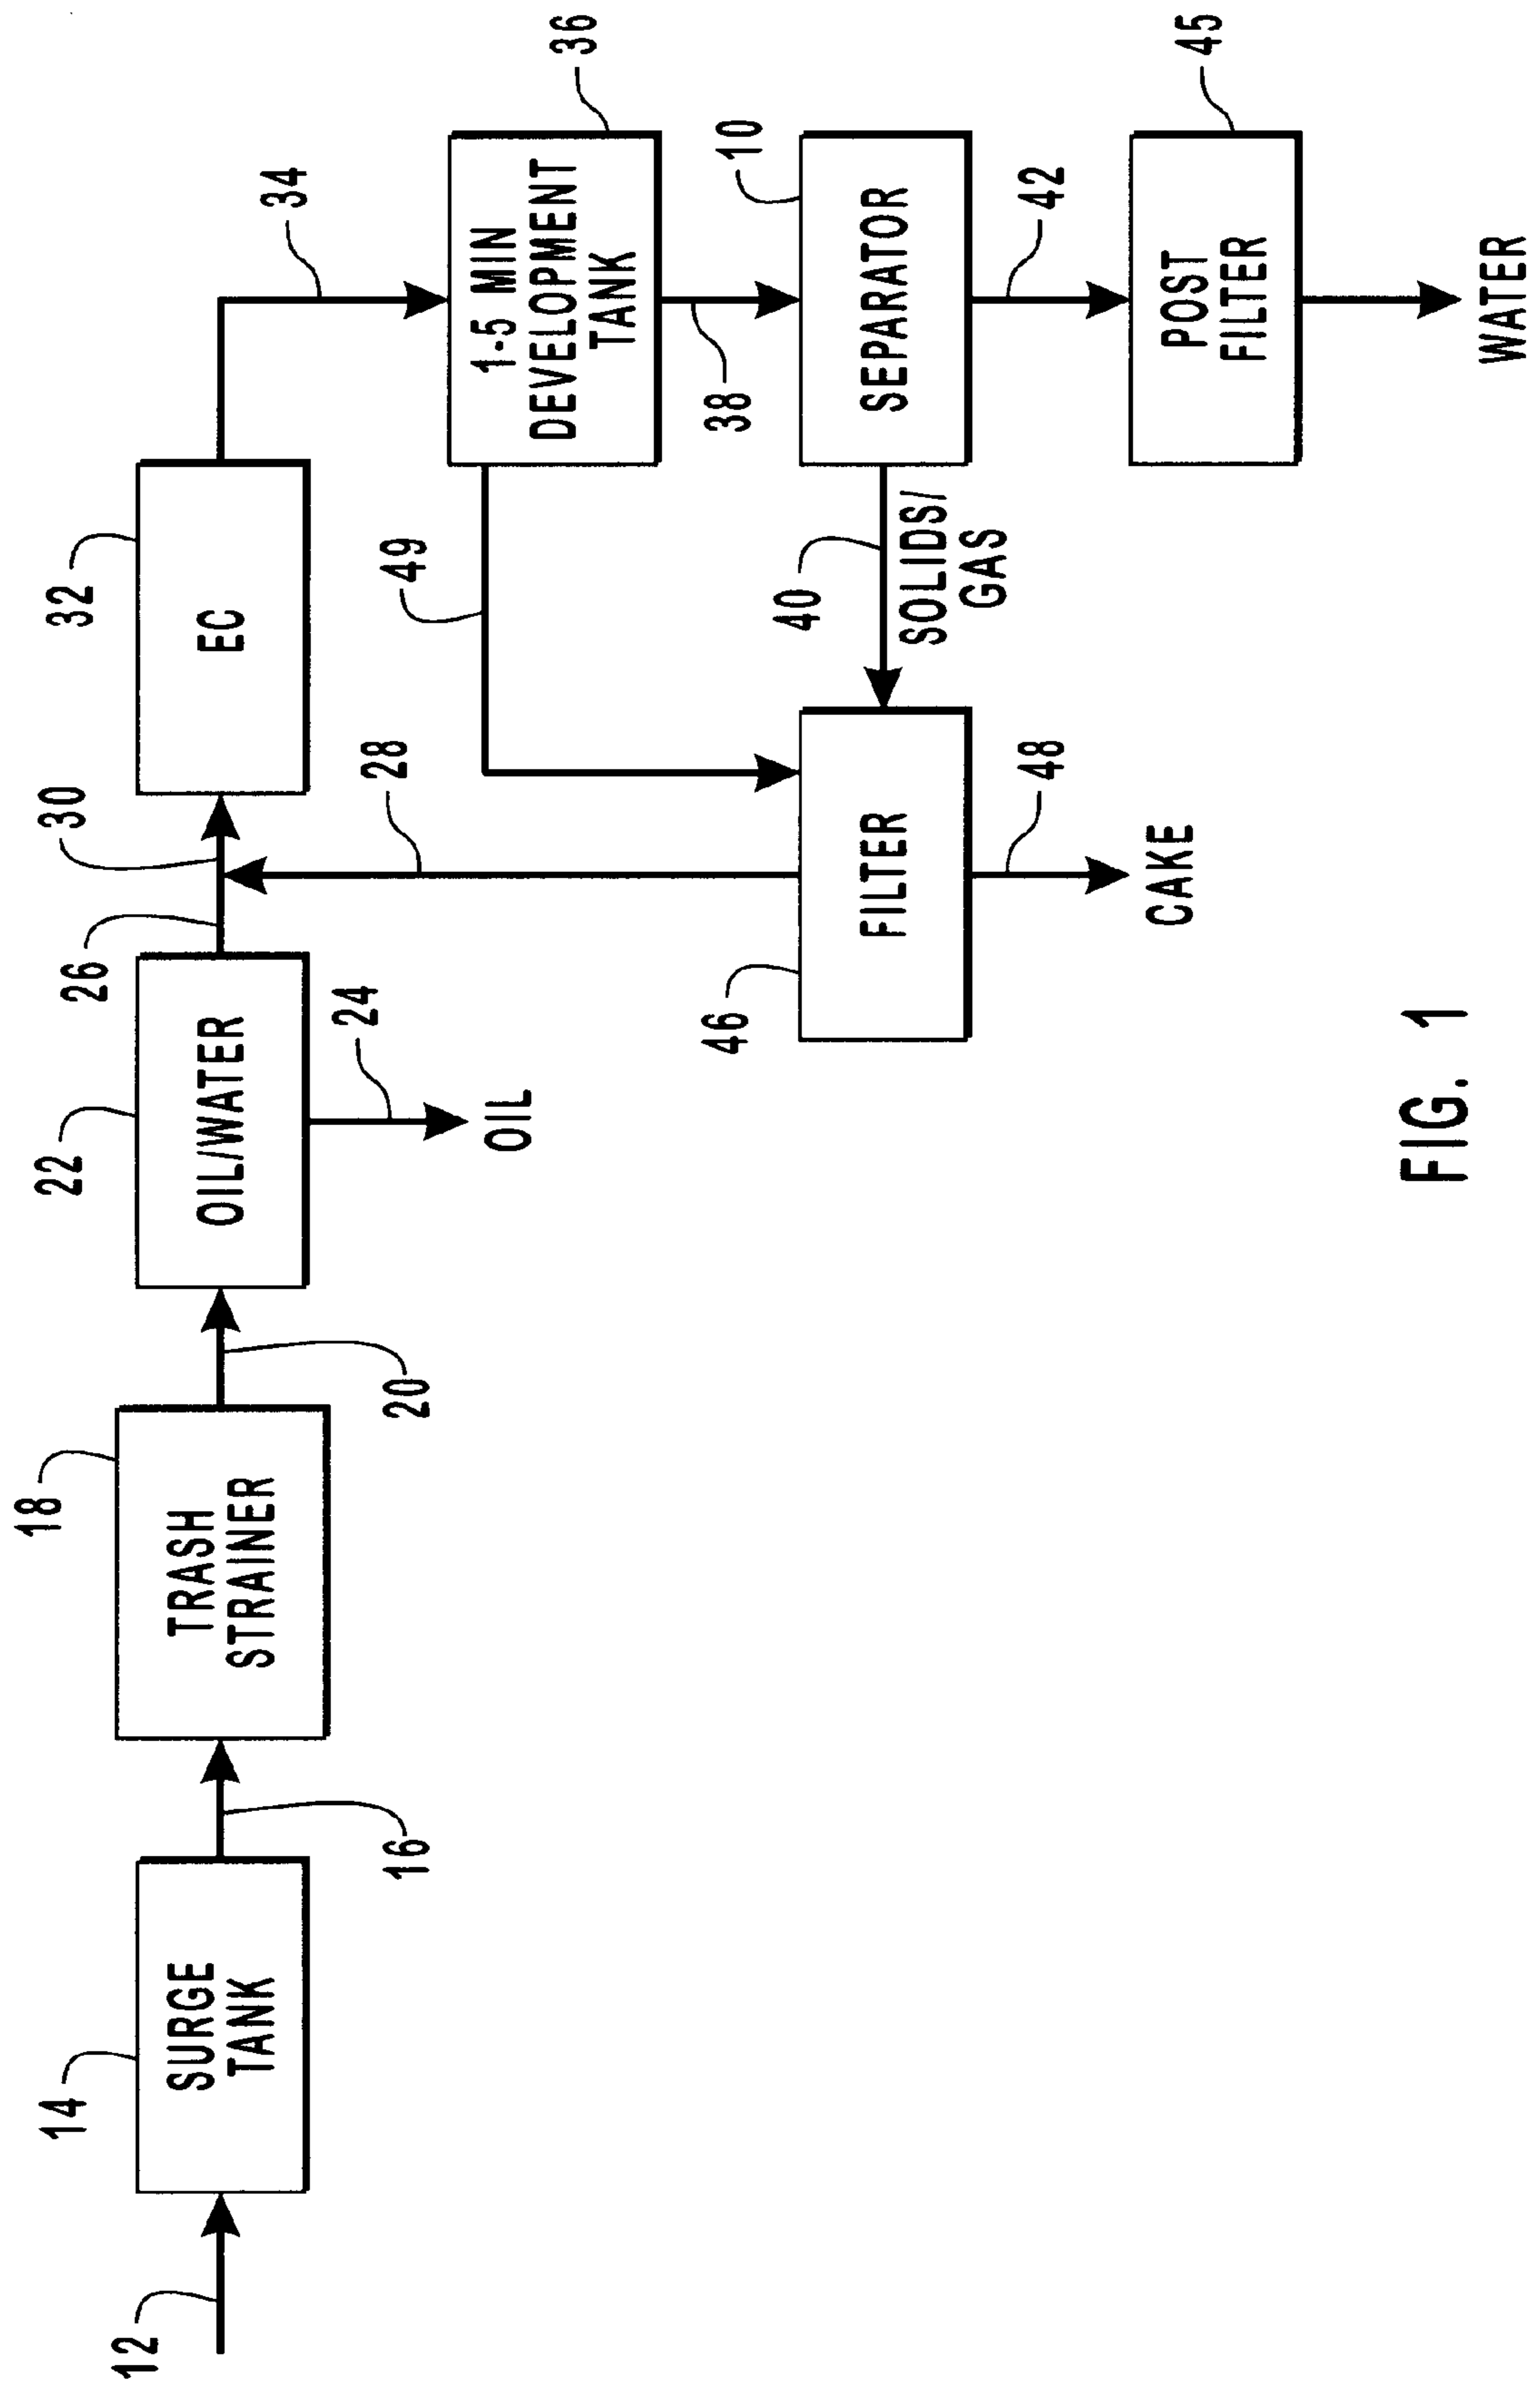 12
14
SURGE
TANK
16
18
TRASH
STRAINER
20
22
OIL/WATER
24
OIL
26
30
28
32
EC
34
49
1-5 MIN
DEVELOPMENT
TANK
36
38
10
SEPARATOR
40
SOLIDS/
GAS
46
FILTER
48
CAKE
42
POST
FILTER
45
WATER
FIG. 1